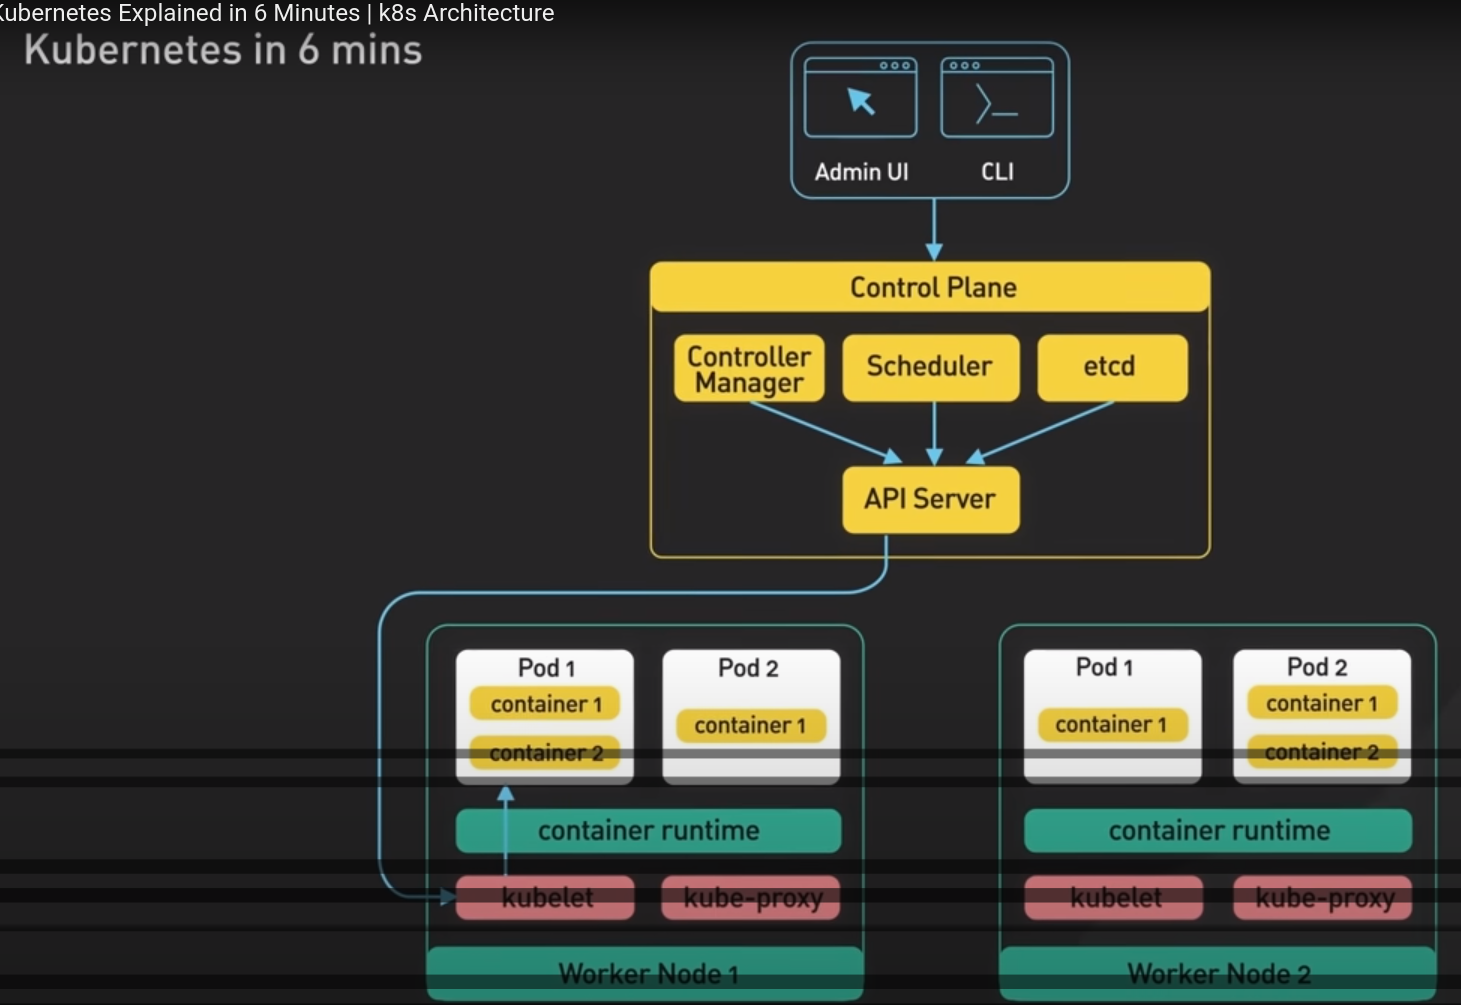 Kubernetes Explained in 6 Minutes | k8s Architecture
Kubernetes in 6 mins
Admin UI
CLI
Control Plane
Controller
Manager
Scheduler
etcd
API Server
Pod 1
container 1
container 2
Pod 2
container 1
container runtime
kubelet
kube-proxy
Worker Node 1
Pod 1
container 1
Pod 2
container 1
container 2
container runtime
kubelet
kube-proxy
Worker Node 2